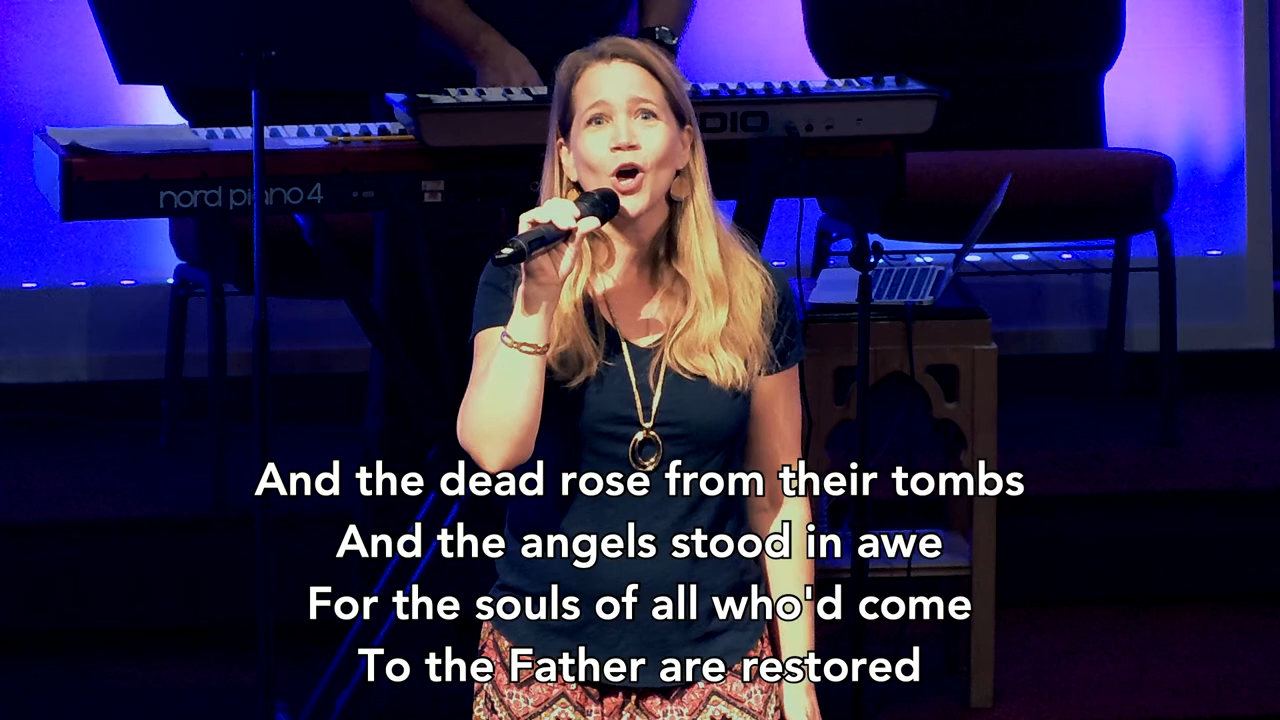 DIO
nord piano 4
And the dead rose from their tombs
And the angels stood in awe
For the souls of all who'd come
To the Father are restored